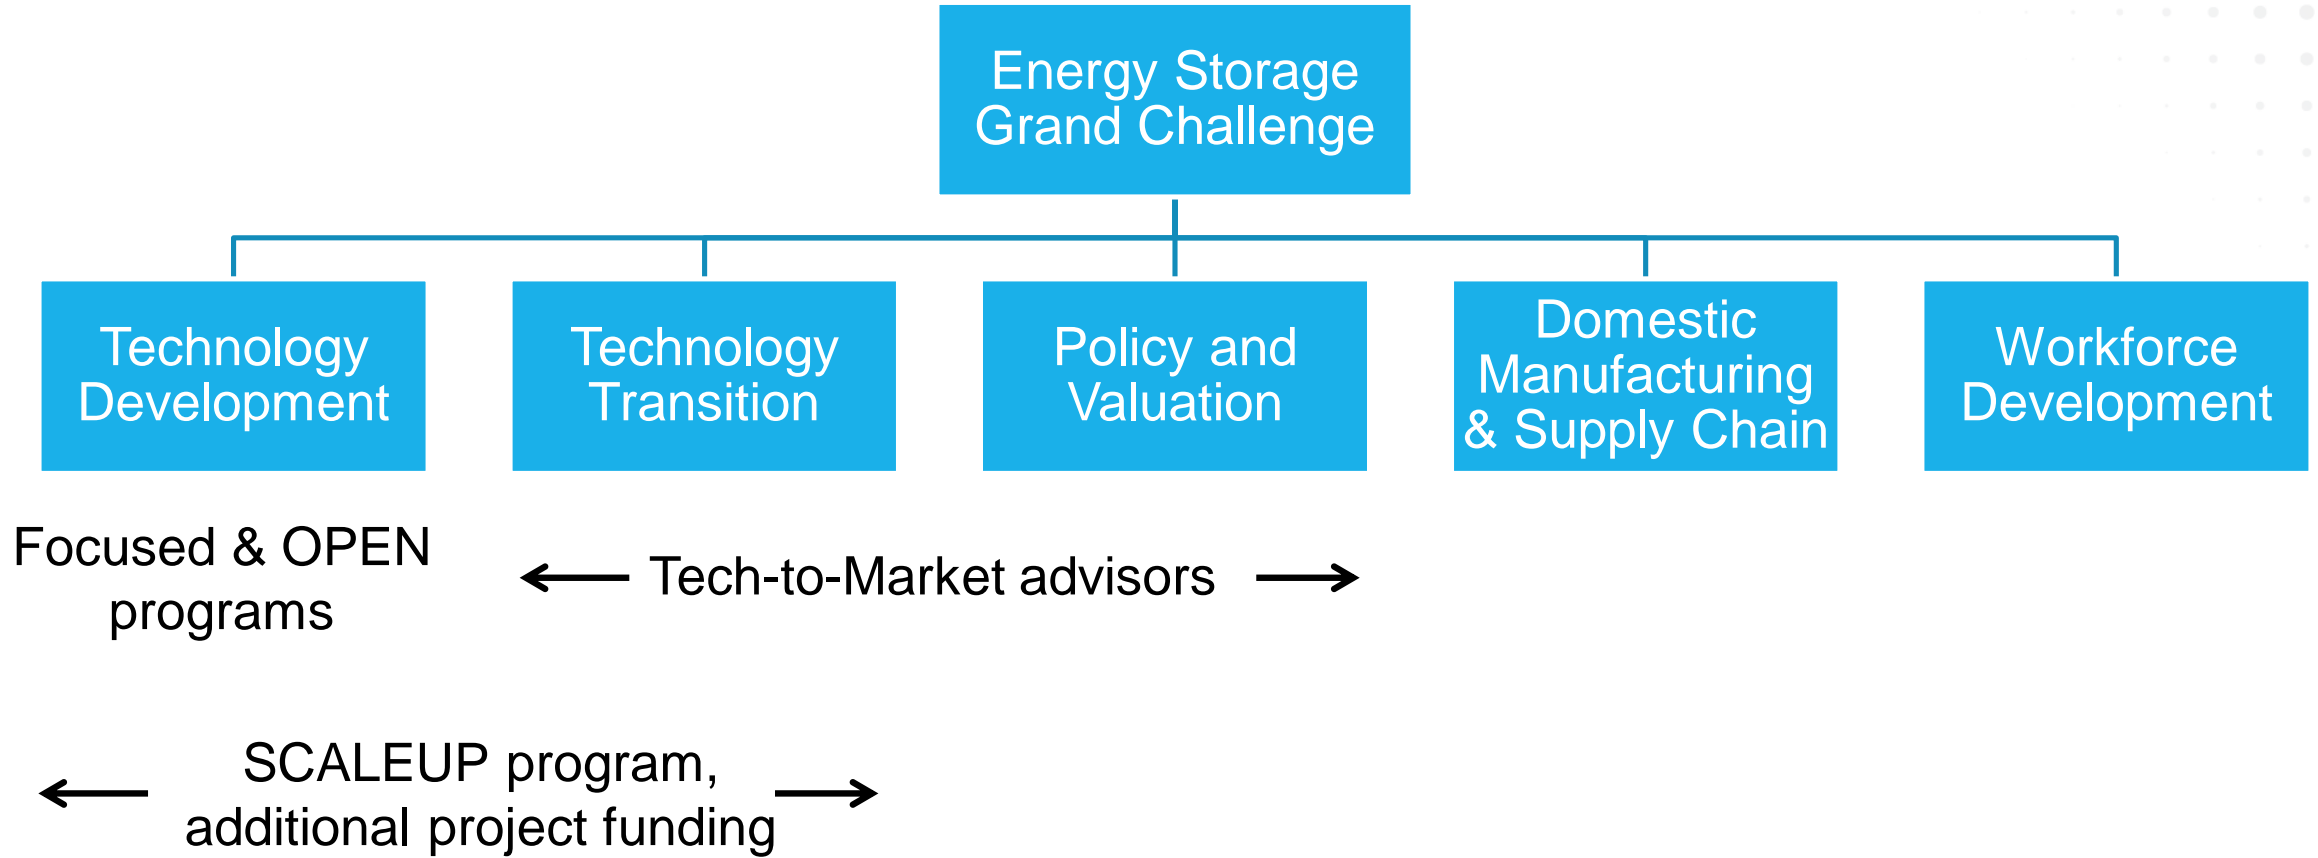 Energy Storage
Grand Challenge
Technology
Development
Technology
Transition
Policy and
Valuation
Domestic
Manufacturing
& Supply Chain
Workforce
Development
Focused & OPEN
programs
Tech-to-Market advisors
SCALEUP program,
additional project funding